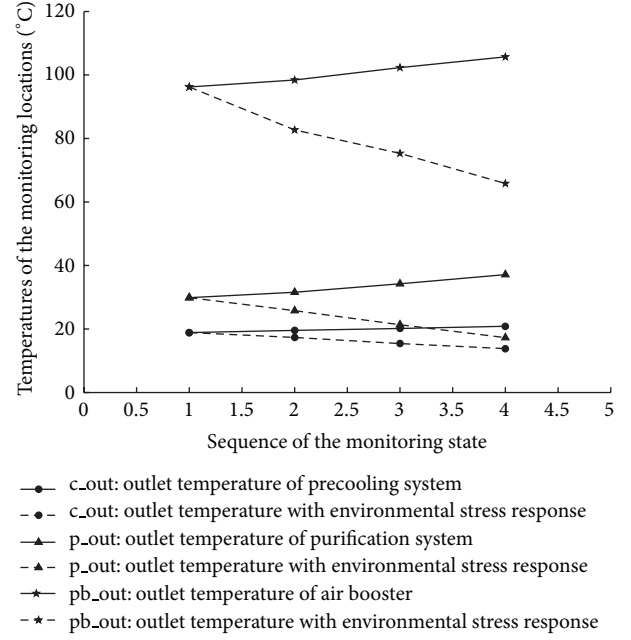 Temperatures of the monitoring locations (°C)
120
100
80
60
40
20
0
0 0.5 1 1.5 2 2.5 3 3.5 4 4.5 5
Sequence of the monitoring state
c_out: outlet temperature of precooling system
c_out: outlet temperature with environmental stress response
p_out: outlet temperature of purification system
p_out: outlet temperature with environmental stress response
pb_out: outlet temperature of air booster
pb_out: outlet temperature with environmental stress response